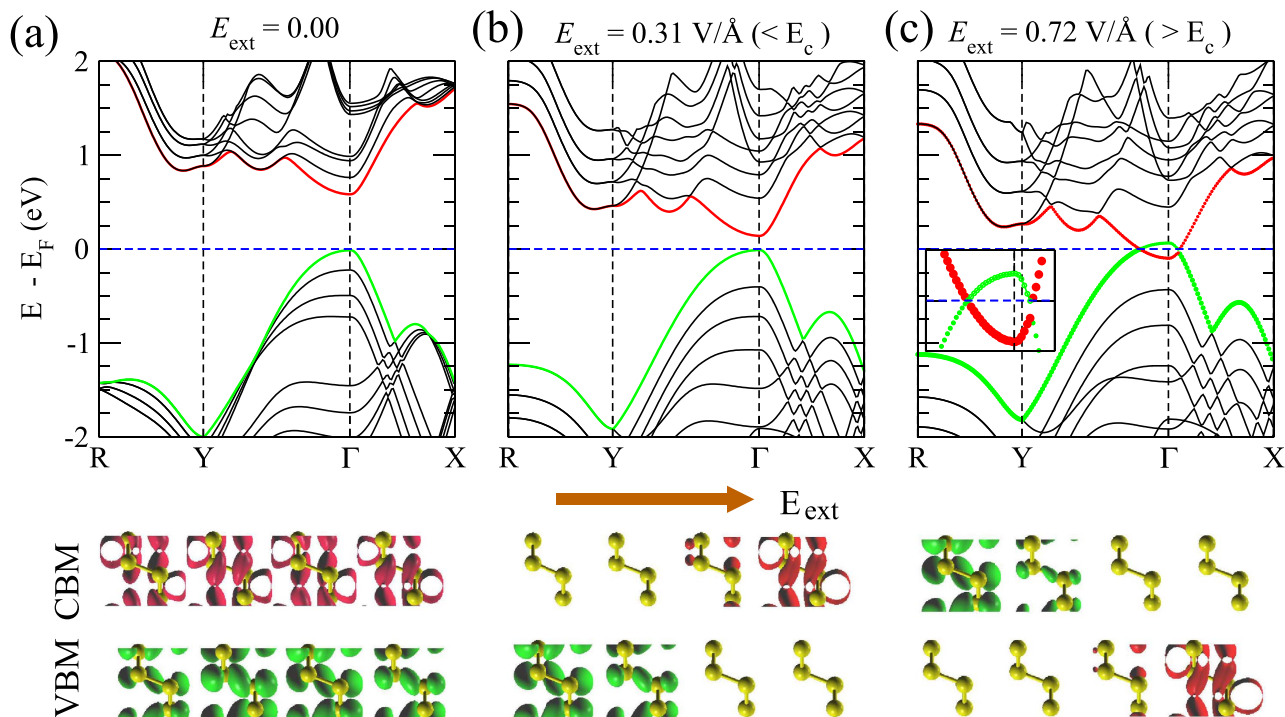 (a) E_ext = 0.00
(b) E_ext = 0.31 V/Å (< E_c )
(c) E_ext = 0.72 V/Å ( > E_c )
E - E_F (eV)
2
1
0
-1
-2
R Y Γ X
R Y Γ X
R Y Γ X
E_ext
CBM
VBM